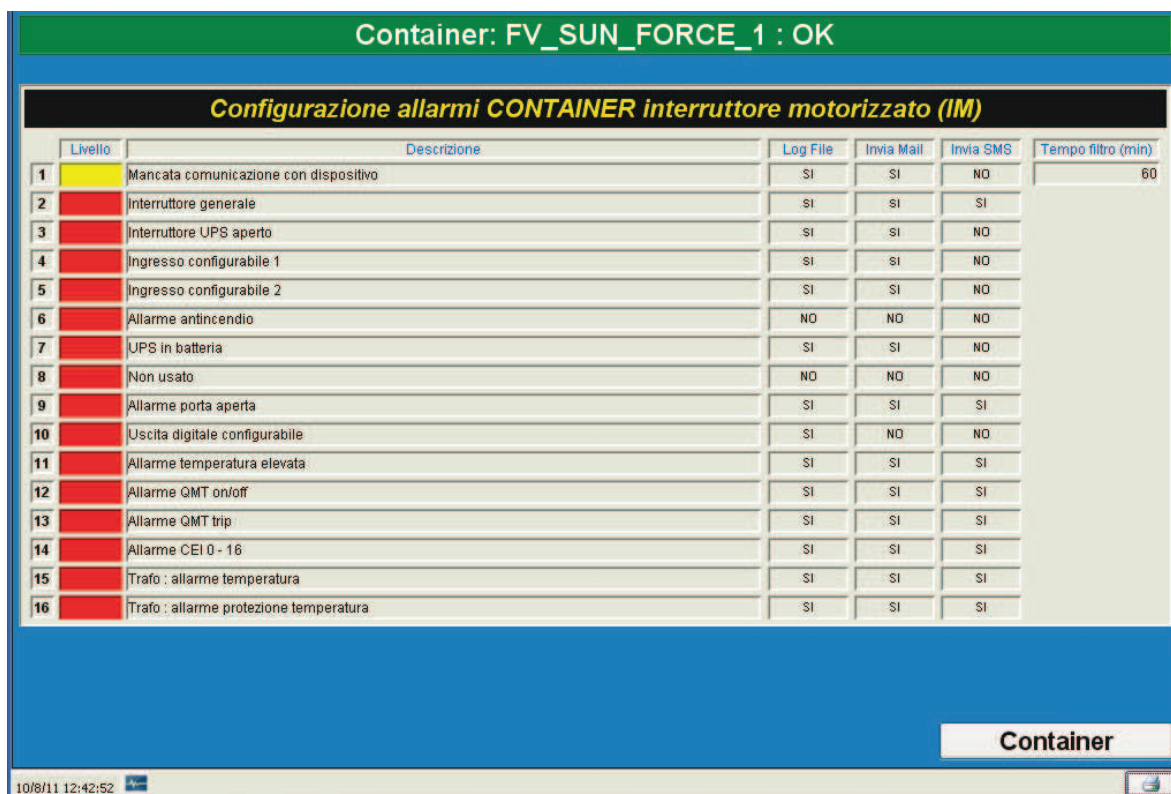 Container: FV_SUN_FORCE_1 : OK
Configurazione allarmi CONTAINER interruttore motorizzato (IM)
Livello Descrizione Log File Invia Mail Invia SMS Tempo filtro (min)
1 Mancata comunicazione con dispositivo SI SI NO 60
2 Interruttore generale SI SI SI
3 Interruttore UPS aperto SI SI NO
4 Ingresso configurabile 1 SI SI NO
5 Ingresso configurabile 2 SI SI NO
6 Allarme antincendio NO NO NO
7 UPS in batteria SI SI NO
8 Non usato NO NO NO
9 Allarme porta aperta SI SI SI
10 Uscita digitale configurabile SI NO NO
11 Allarme temperatura elevata SI SI SI
12 Allarme QMT on/off SI SI SI
13 Allarme QMT trip SI SI SI
14 Allarme CEI 0 - 16 SI SI SI
15 Trafo : allarme temperatura SI SI SI
16 Trafo : allarme protezione temperatura SI SI SI
Container
10/8/11 12:42:52